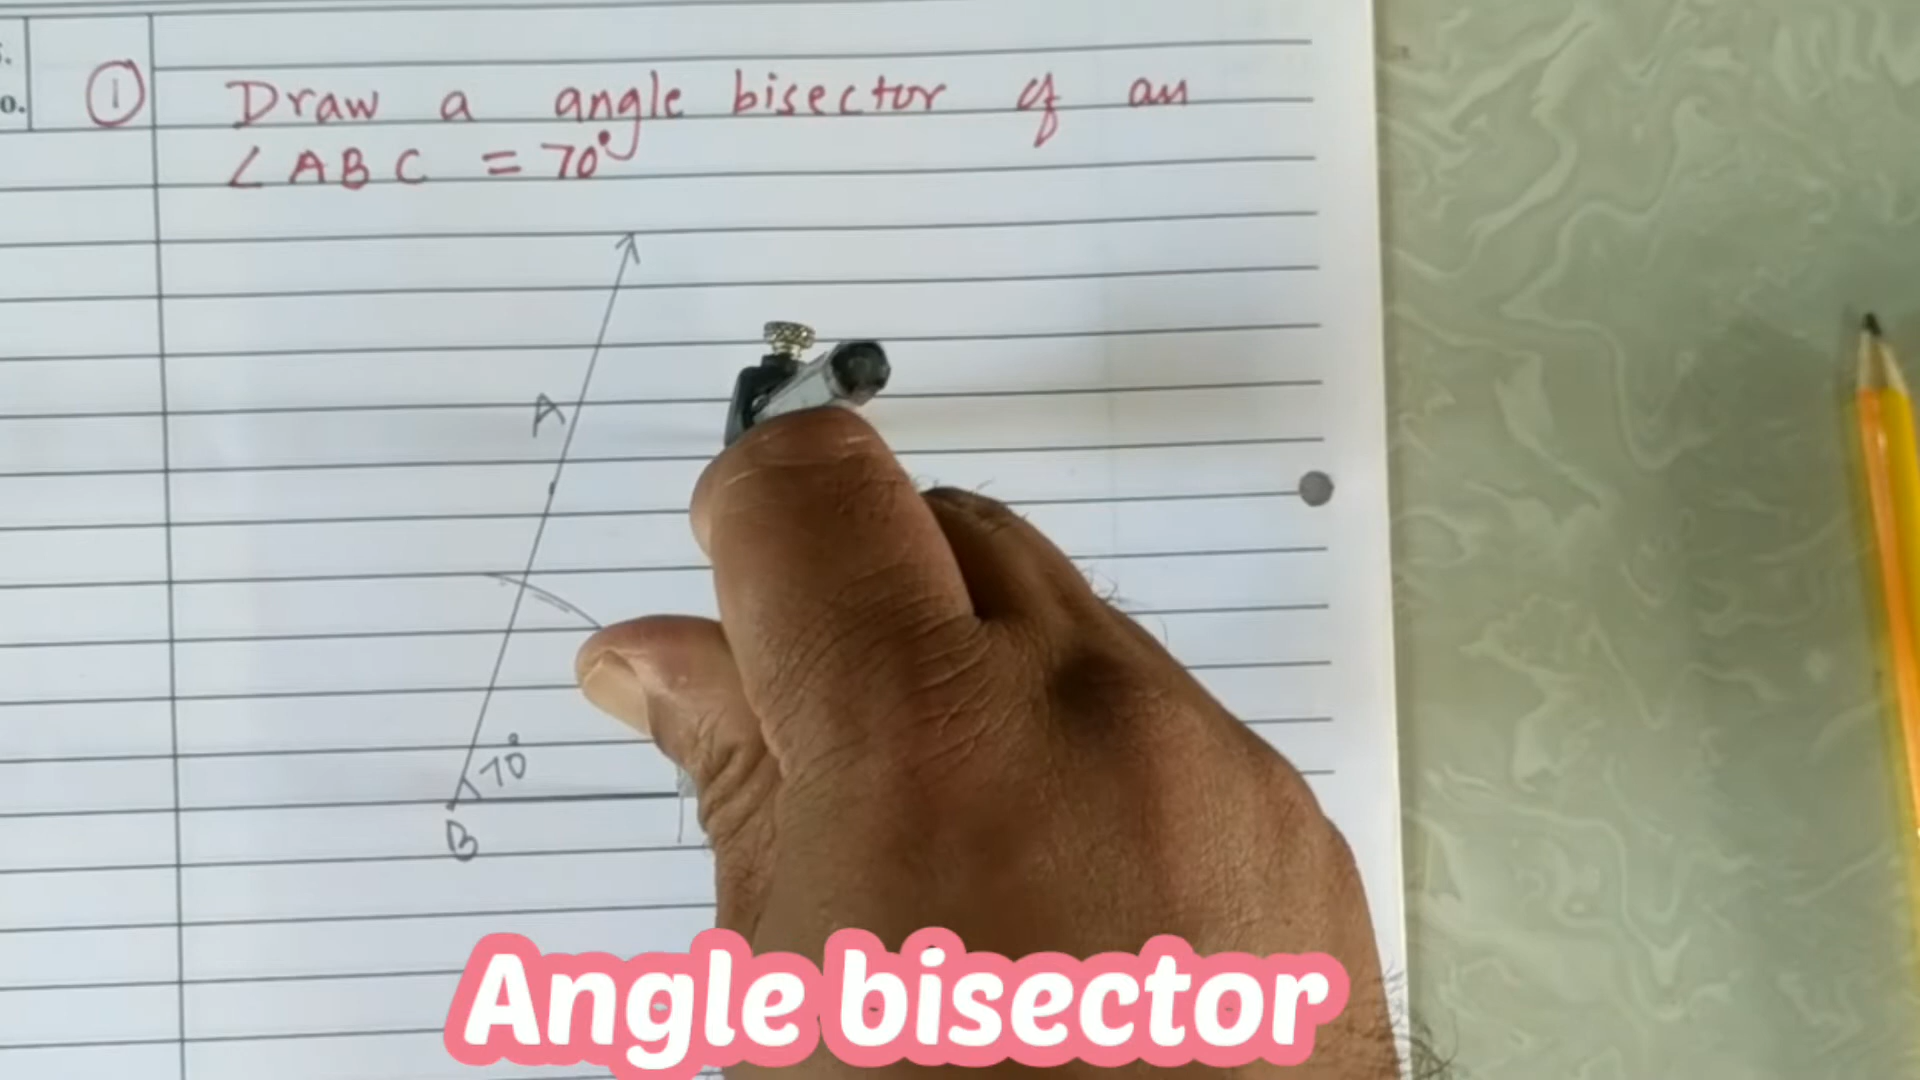 s.
o.
① Draw a angle bisector of an
∠ABC = 70°
A
70°
B
Angle bisector